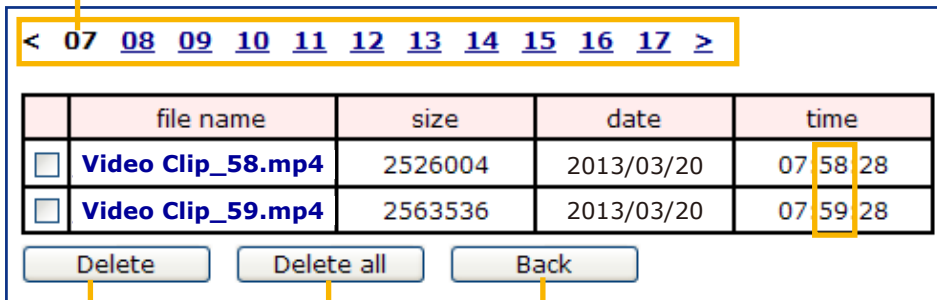 < 07 08 09 10 11 12 13 14 15 16 17 >
file name size date time
Video Clip_58.mp4 2526004 2013/03/20 07:58:28
Video Clip_59.mp4 2563536 2013/03/20 07:59:28
Delete Delete all Back